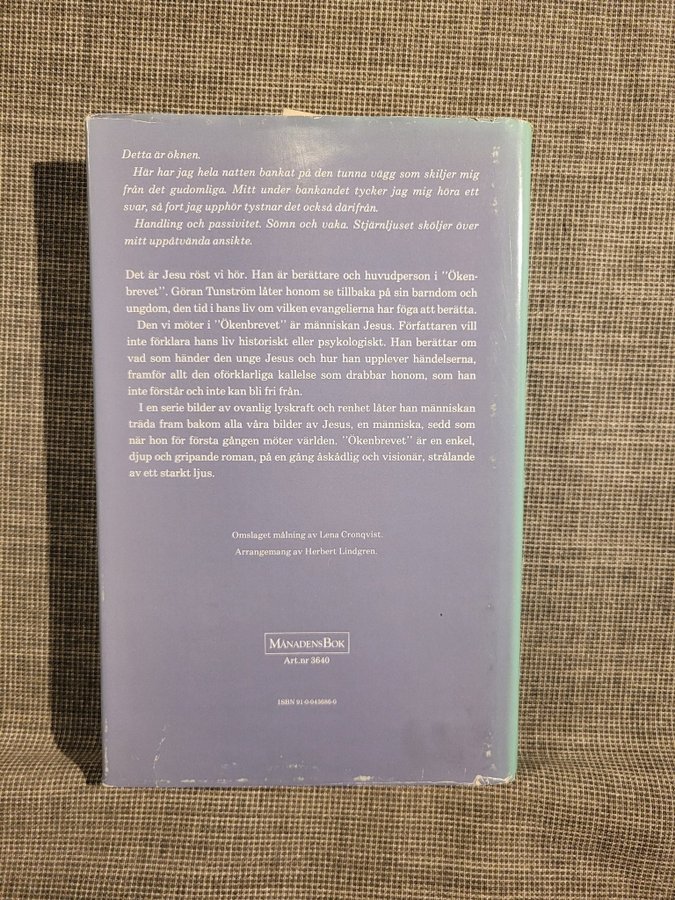 Detta är öknen.
Här har jag hela natten bankat på den tunna vägg som skiljer mig
från det gudomliga. Mitt under bankandet tycker jag mig höra ett
svar, så fort jag upphör tystnar det också därifrån.
Handling och passivitet. Sömn och vaka. Stjärnljuset sköljer över
mitt uppåtvända ansikte.
Det är Jesu röst vi hör. Han är berättare och huvudperson i "Öken-
brevet". Göran Tunström låter honom se tillbaka på sin barndom och
ungdom, den tid i hans liv om vilken evangelierna har föga att berätta.
Den vi möter i "Ökenbrevet" är människan Jesus. Författaren vill
inte förklara hans liv historiskt eller psykologiskt. Han berättar om
vad som händer den unge Jesus och hur han upplever händelserna,
framför allt den oförklarliga kallelse som drabbar honom, som han
inte förstår och inte kan bli fri från.
I en serie bilder av ovanlig lyskraft och renhet låter han människan
träda fram bakom alla våra bilder av Jesus, en människa, sedd som
när hon för första gången möter världen. "Ökenbrevet" är en enkel,
djup och gripande roman, på en gång åskådlig och visionär, strålande
av ett starkt ljus.
Omslaget målning av Lena Cronqvist.
Arrangemang av Herbert Lindgren.
MÅNADENSBOK
Art.nr 3640
ISBN 91-0-045686-0